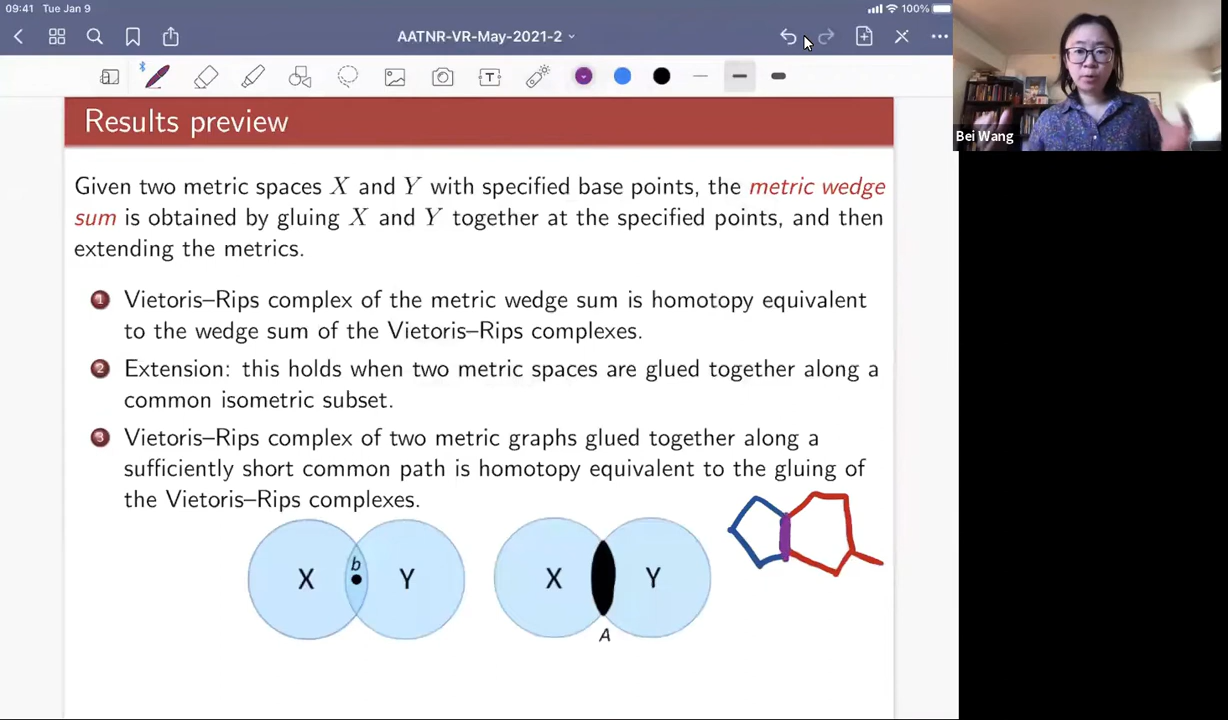 09:41 Tue Jan 9
100%
AATNR-VR-May-2021-2
T
Bei Wang
Results preview
Given two metric spaces X and Y with specified base points, the metric wedge
sum is obtained by gluing X and Y together at the specified points, and then
extending the metrics.
1 Vietoris–Rips complex of the metric wedge sum is homotopy equivalent
to the wedge sum of the Vietoris–Rips complexes.
2 Extension: this holds when two metric spaces are glued together along a
common isometric subset.
3 Vietoris–Rips complex of two metric graphs glued together along a
sufficiently short common path is homotopy equivalent to the gluing of
the Vietoris–Rips complexes.
X b Y
X Y
A